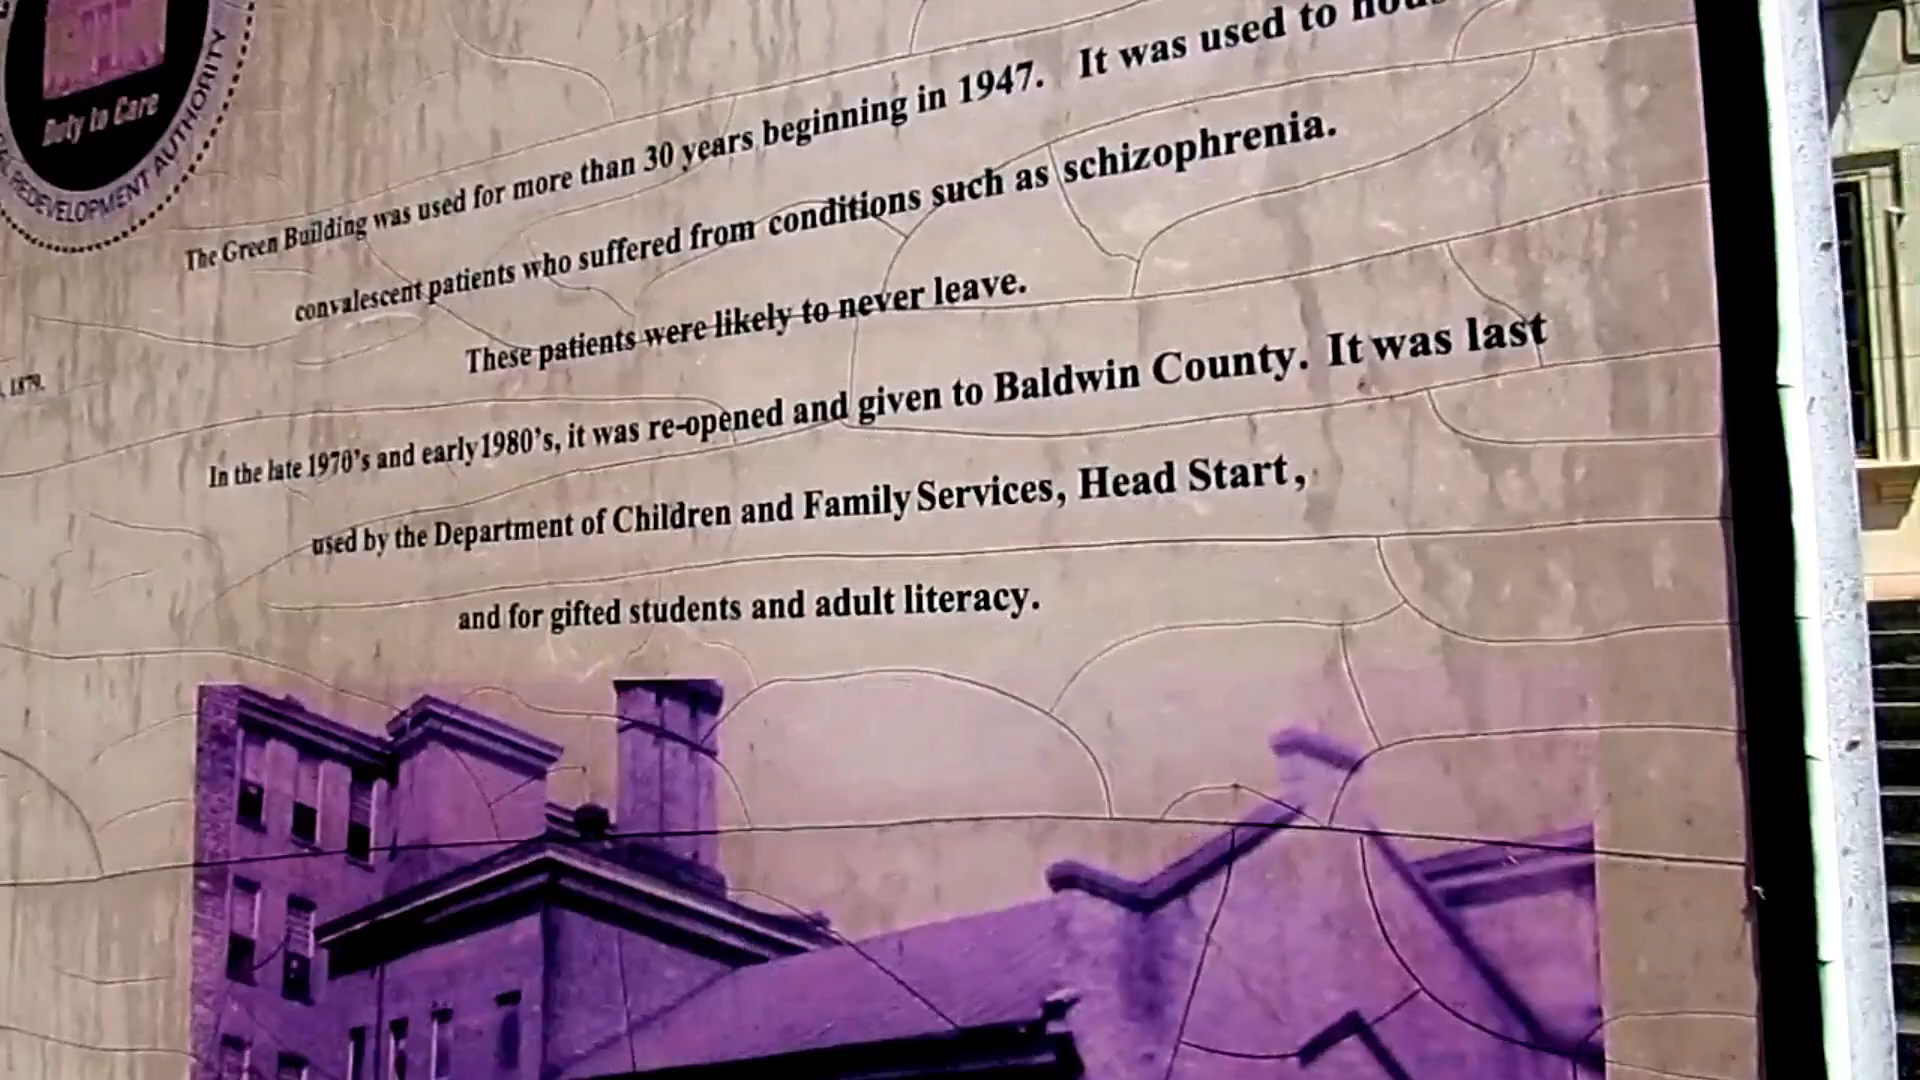 Duty to Care
REDEVELOPMENT AUTHORITY
The Green Building was used for more than 30 years beginning in 1947. It was used to
convalescent patients who suffered from conditions such as schizophrenia.
These patients were likely to never leave.
, 1879.
In the late 1970's and early 1980's, it was re-opened and given to Baldwin County. It was last
used by the Department of Children and Family Services, Head Start,
and for gifted students and adult literacy.